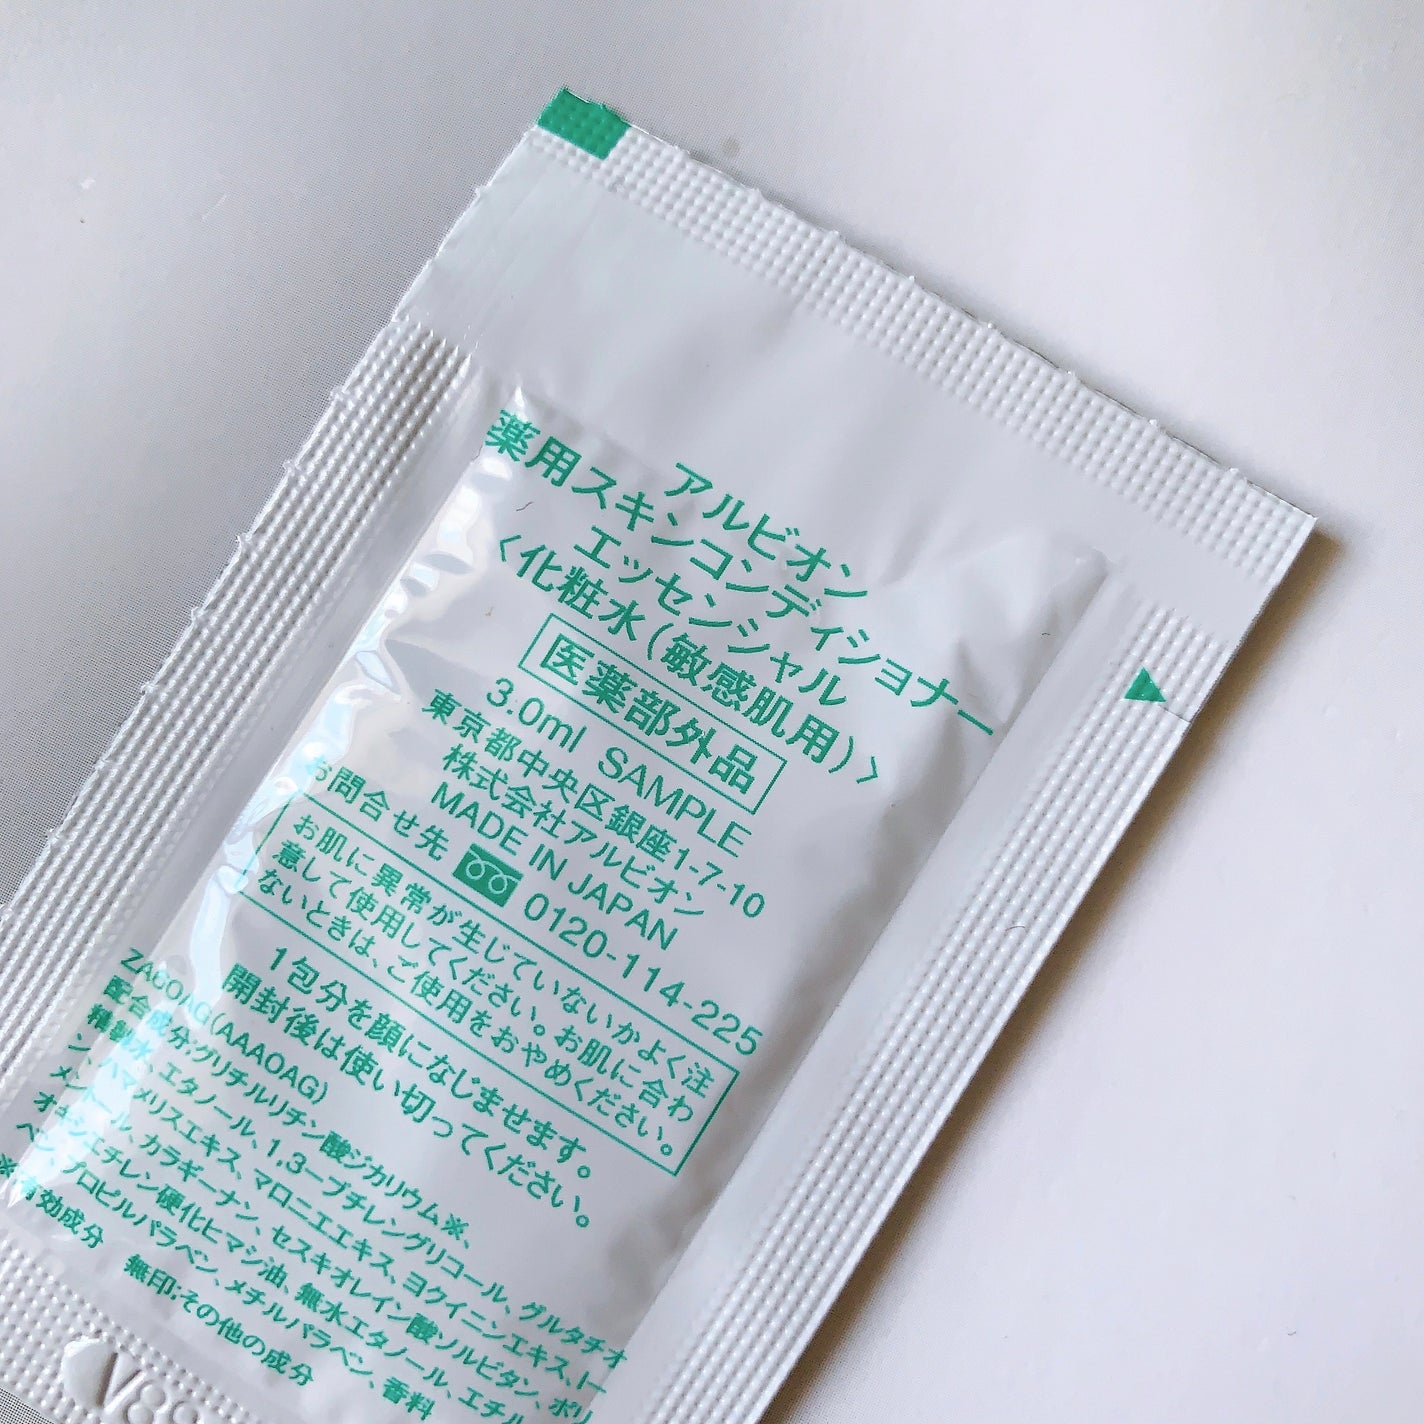 アルビオン
薬用スキンコンディショナー
エッセンシャル
〈化粧水(敏感肌用)〉
医薬部外品
3.0ml SAMPLE
東京都中央区銀座1-7-10
株式会社アルビオン
MADE IN JAPAN
お問合せ先 0120-114-225
お肌に異常が生じていないかよく注
意して使用してください。お肌に合わ
ないときは、ご使用をおやめください。
1包分を顔になじませます。
開封後は使い切ってください。
ZAGOAG(AAAOAG)
配合成分:グリチルリチン酸ジカリウム※、
精製水、エタノール、1,3-ブチレングリコール、グルタチオ
ン、ハマメリスエキス、マロニエエキス、ヨクイニンエキス、l-
メントール、カラギーナン、セスキオレイン酸ソルビタン、ポリ
オキシエチレン硬化ヒマシ油、無水エタノール、エチル
ベン、プロピルパラベン、メチルパラベン、香料
※有効成分 無印:その他の成分